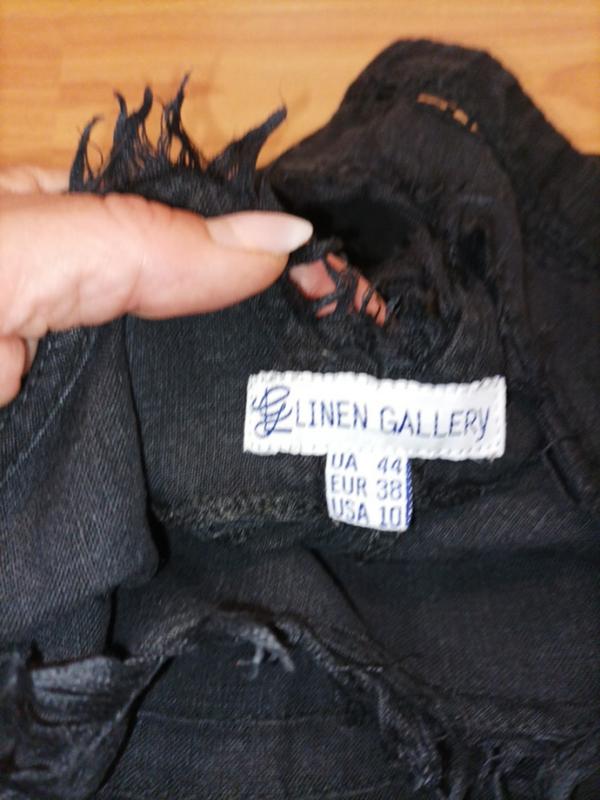 LINEN GALLERY
UA 44
EUR 38
USA 10